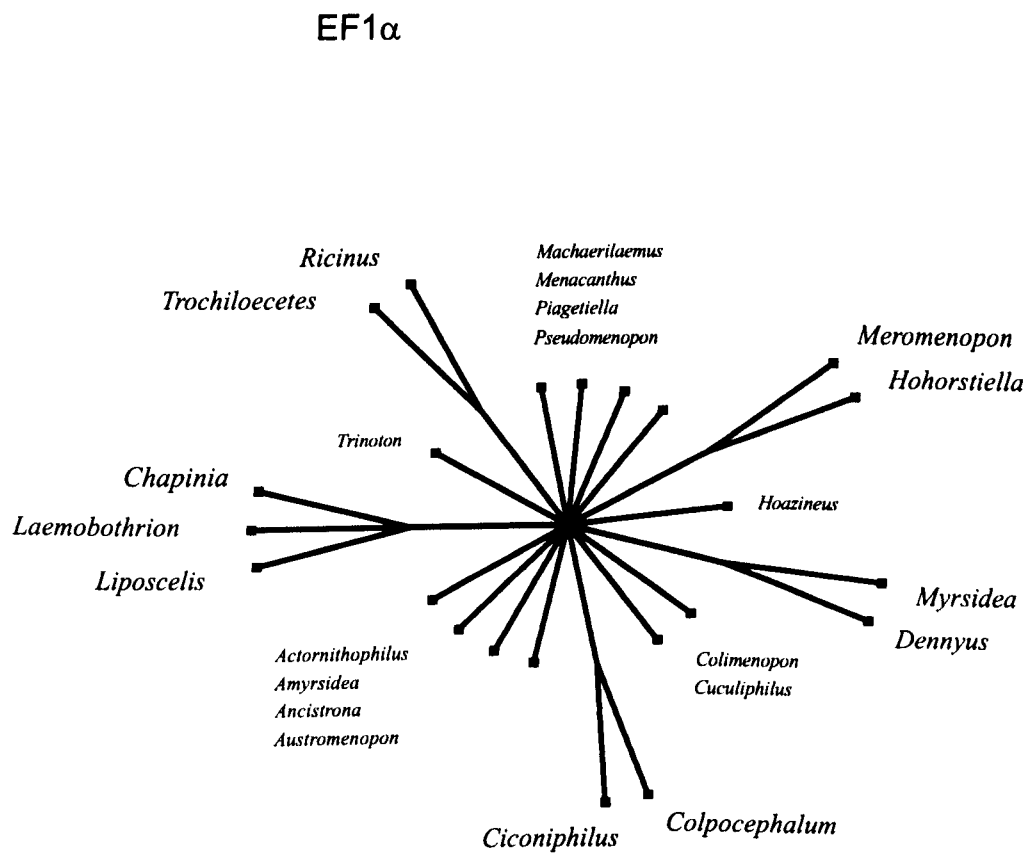 EF1α
Machaerilaemus
Ricinus
Menacanthus
Trochiloecetes
Piagetiella
Pseudomenopon
Meromenopon
Hohorstiella
Trinoton
Chapinia
Hoazineus
Laemobothrion
Liposcelis
Myrsidea
Dennyus
Actornithophilus
Amyrsidea
Ancistrona
Austromenopon
Colimenopon
Cuculiphilus
Ciconiphilus
Colpocephalum